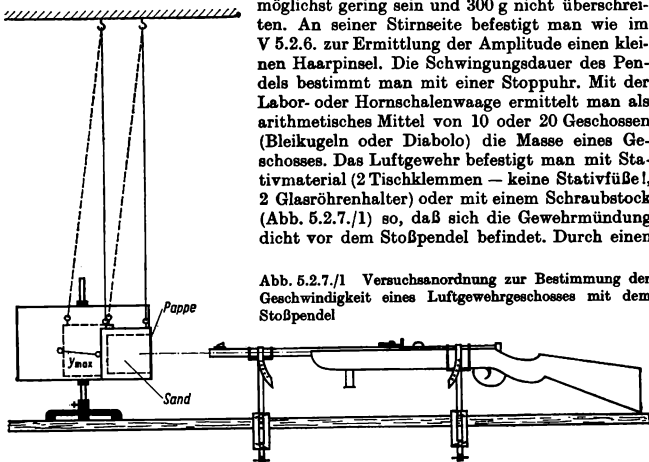 möglichst gering sein und 300 g nicht überschrei-
ten. An seiner Stirnseite befestigt man wie im
V 5.2.6. zur Ermittlung der Amplitude einen klei-
nen Haarpinsel. Die Schwingungsdauer des Pen-
dels bestimmt man mit einer Stoppuhr. Mit der
Labor- oder Hornschalenwaage ermittelt man als
arithmetisches Mittel von 10 oder 20 Geschossen
(Bleikugeln oder Diabolo) die Masse eines Ge-
schosses. Das Luftgewehr befestigt man mit Sta-
tivmaterial (2 Tischklemmen — keine Stativfüße!,
2 Glasröhrenhalter) oder mit einem Schraubstock
(Abb. 5.2.7./1) so, daß sich die Gewehrmündung
dicht vor dem Stoßpendel befindet. Durch einen
Abb. 5.2.7./1 Versuchsanordnung zur Bestimmung der
Geschwindigkeit eines Luftgewehrgeschosses mit dem
Stoßpendel
Pappe
ymax
Sand